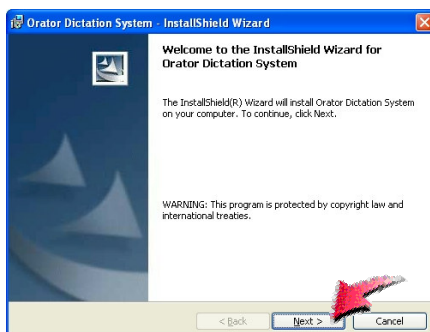 Orator Dictation System - InstallShield Wizard
Welcome to the InstallShield Wizard for
Orator Dictation System
The InstallShield(R) Wizard will install Orator Dictation System
on your computer. To continue, click Next.
WARNING: This program is protected by copyright law and
international treaties.
< Back Next > Cancel